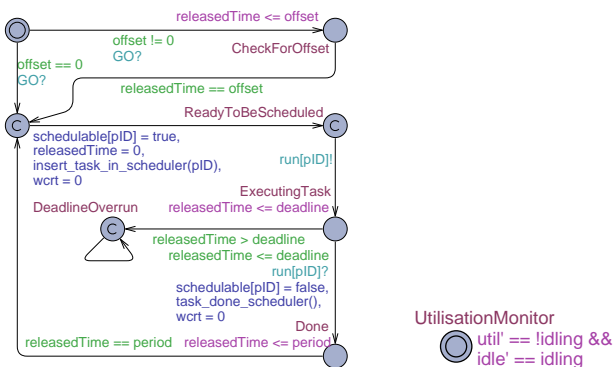 releasedTime <= offset
offset != 0
GO?
CheckForOffset
offset == 0
GO?
releasedTime == offset
ReadyToBeScheduled
C
C
schedulable[pID] = true,
releasedTime = 0,
insert_task_in_scheduler(pID),
wcrt = 0
run[pID]!
ExecutingTask
DeadlineOverrun
releasedTime <= deadline
C
releasedTime > deadline
releasedTime <= deadline
run[pID]?
schedulable[pID] = false,
task_done_scheduler(),
wcrt = 0
Done
releasedTime == period
releasedTime <= period
UtilisationMonitor
util' == !idling &&
idle' == idling